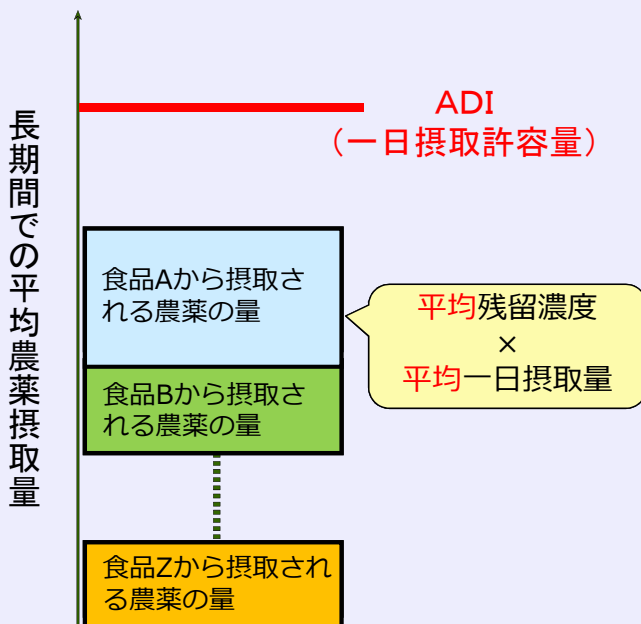 長期間での平均農薬摂取量
ADI
（一日摂取許容量）
食品Aから摂取さ
れる農薬の量
平均残留濃度
×
平均一日摂取量
食品Bから摂取さ
れる農薬の量
食品Zから摂取され
る農薬の量